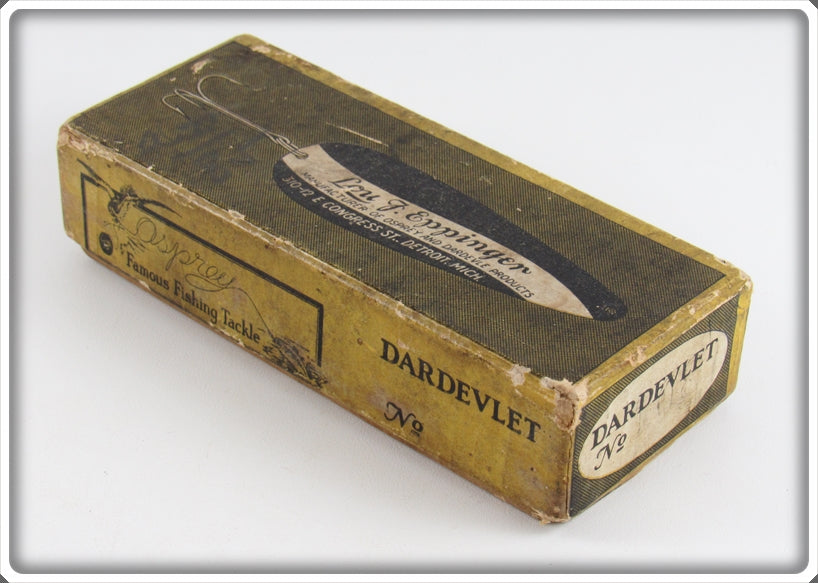 Lou J. Eppinger
MANUFACTURER OF OSPREY AND DARDEVLE PRODUCTS
310-12 E CONGRESS ST. DETROIT, MICH.
Osprey
Famous Fishing Tackle
DARDEVLET
No
DARDEVLET
No